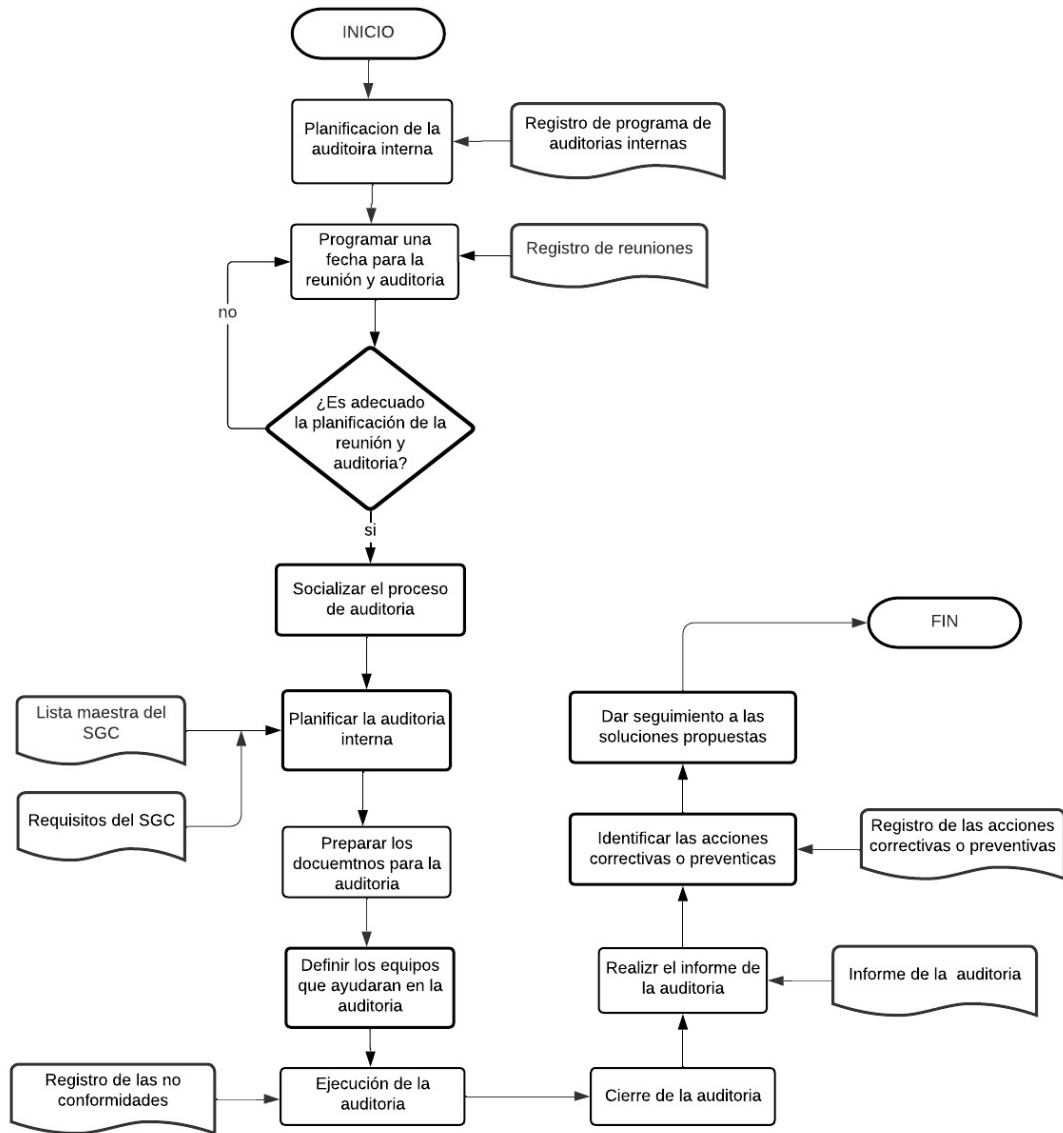 INICIO
Planificacion de la
auditoira interna
Registro de programa de
auditorias internas
Programar una
fecha para la
reunión y auditoria
Registro de reuniones
no
¿Es adecuado
la planificación de la
reunión y
auditoria?
si
Socializar el proceso
de auditoria
Lista maestra del
SGC
Planificar la auditoria
interna
Requisitos del SGC
Preparar los
docuemtnos para la
auditoria
Definir los equipos
que ayudaran en la
auditoria
Registro de las no
conformidades
Ejecución de la
auditoria
Cierre de la auditoria
Realizr el informe de
la auditoria
Informe de la auditoria
Identificar las acciones
correctivas o preventicas
Registro de las acciones
correctivas o preventivas
Dar seguimiento a las
soluciones propuestas
FIN